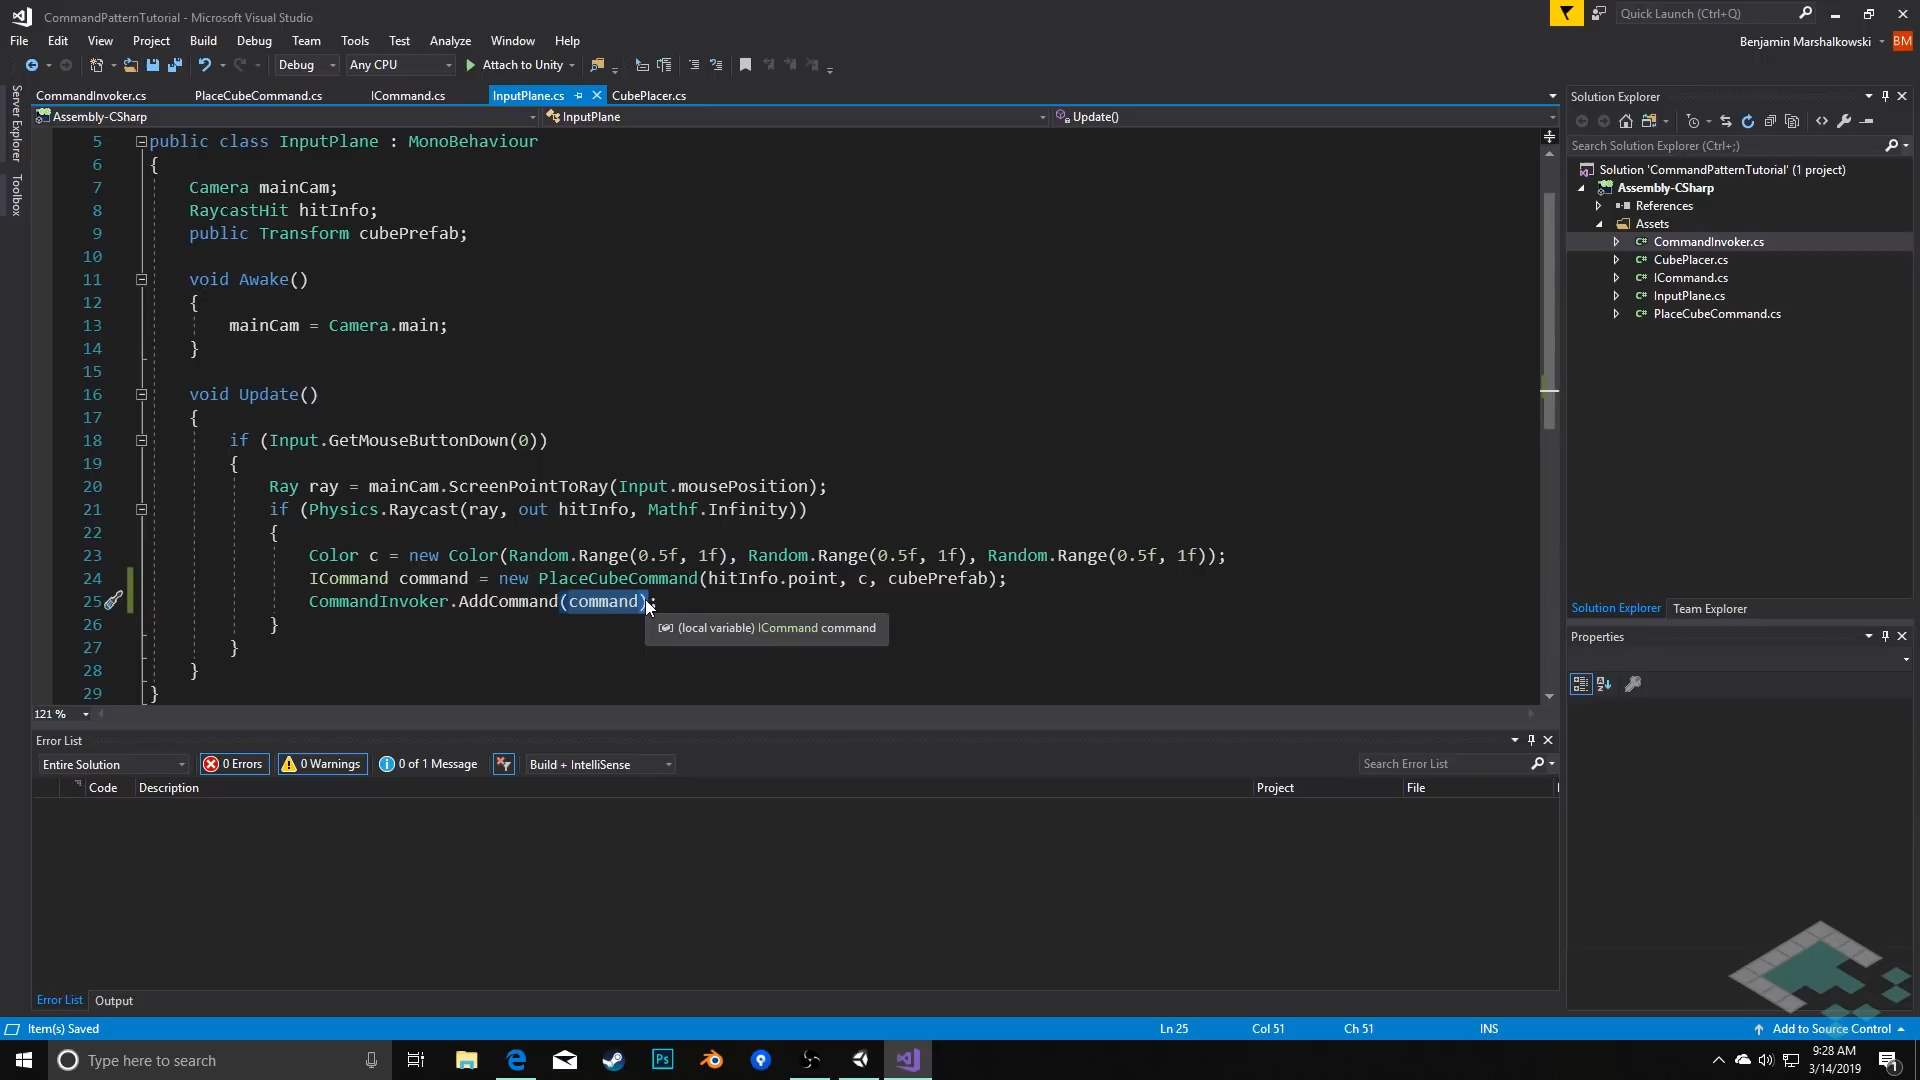 CommandPatternTutorial - Microsoft Visual Studio
Quick Launch (Ctrl+Q)
File Edit View Project Build Debug Team Tools Test Analyze Window Help
Benjamin Marshalkowski BM
Debug Any CPU Attach to Unity
Server Explorer
Toolbox
CommandInvoker.cs PlaceCubeCommand.cs ICommand.cs InputPlane.cs CubePlacer.cs
Assembly-CSharp InputPlane Update()
5 public class InputPlane : MonoBehaviour
6 {
7 Camera mainCam;
8 RaycastHit hitInfo;
9 public Transform cubePrefab;
10
11 void Awake()
12 {
13 mainCam = Camera.main;
14 }
15
16 void Update()
17 {
18 if (Input.GetMouseButtonDown(0))
19 {
20 Ray ray = mainCam.ScreenPointToRay(Input.mousePosition);
21 if (Physics.Raycast(ray, out hitInfo, Mathf.Infinity))
22 {
23 Color c = new Color(Random.Range(0.5f, 1f), Random.Range(0.5f, 1f), Random.Range(0.5f, 1f));
24 ICommand command = new PlaceCubeCommand(hitInfo.point, c, cubePrefab);
25 CommandInvoker.AddCommand(command);
(local variable) ICommand command
26 }
27 }
28 }
29 }
121 %
Error List
Entire Solution 0 Errors 0 Warnings 0 of 1 Message Build + IntelliSense Search Error List
Code Description Project File
Error List Output
Solution Explorer
Search Solution Explorer (Ctrl+;)
Solution 'CommandPatternTutorial' (1 project)
Assembly-CSharp
References
Assets
C# CommandInvoker.cs
C# CubePlacer.cs
C# ICommand.cs
C# InputPlane.cs
C# PlaceCubeCommand.cs
Solution Explorer Team Explorer
Properties
Item(s) Saved Ln 25 Col 51 Ch 51 INS Add to Source Control
Type here to search
Ps
9:28 AM
3/14/2019
1